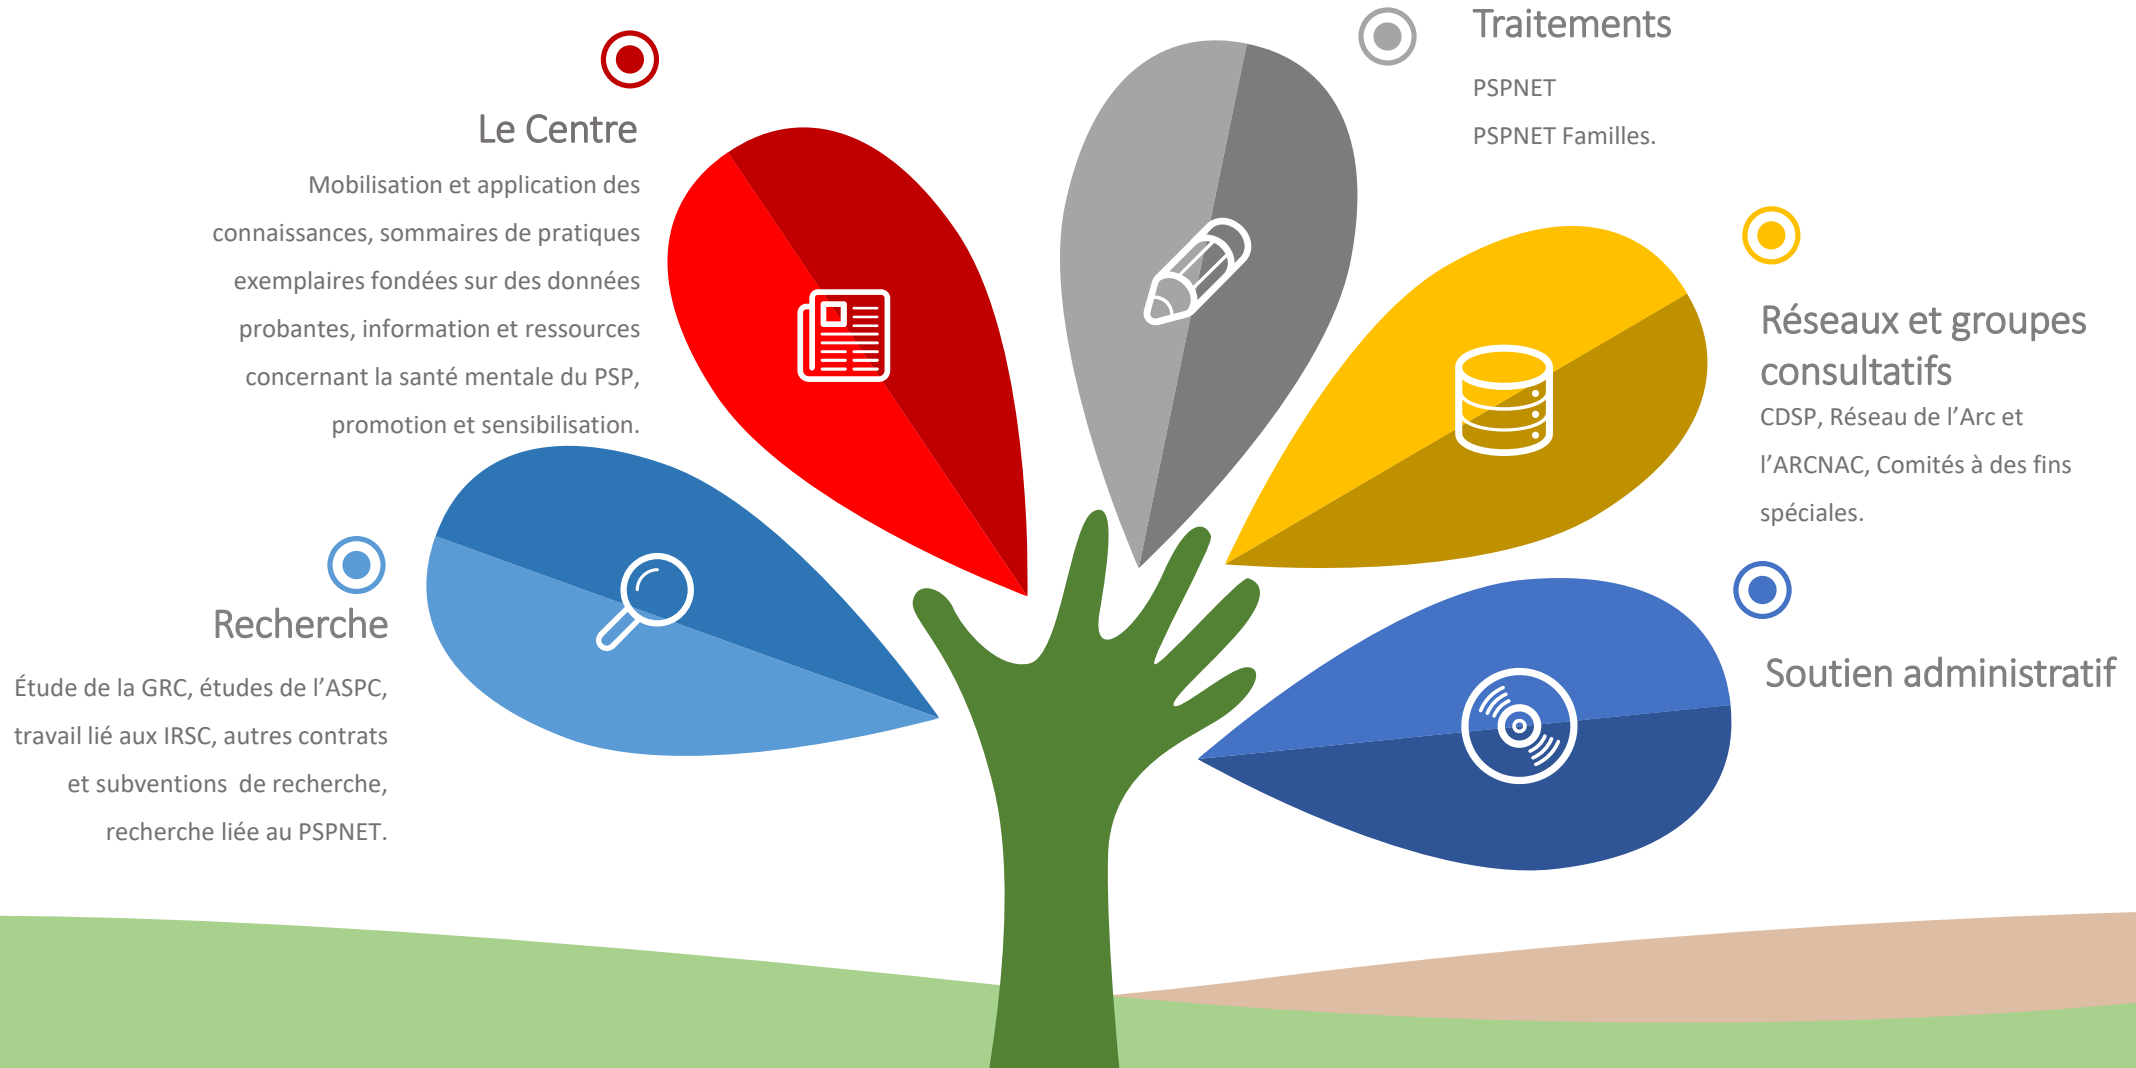 Le Centre
Mobilisation et application des
connaissances, sommaires de pratiques
exemplaires fondées sur des données
probantes, information et ressources
concernant la santé mentale du PSP,
promotion et sensibilisation.
Recherche
Étude de la GRC, études de l’ASPC,
travail lié aux IRSC, autres contrats
et subventions  de recherche,
recherche liée au PSPNET.
Traitements
PSPNET
PSPNET Familles.
Réseaux et groupes
consultatifs
CDSP, Réseau de l’Arc et
l’ARCNAC, Comités à des fins
spéciales.
Soutien administratif